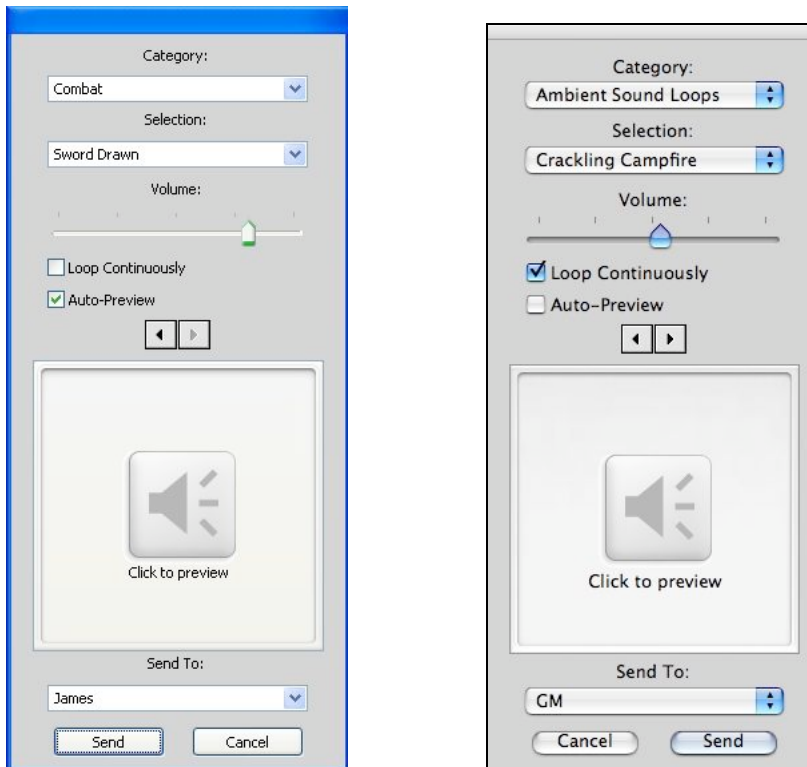 Category:
Combat
Selection:
Sword Drawn
Volume:
Loop Continuously
Auto-Preview
Click to preview
Send To:
James
Send
Cancel
Category:
Ambient Sound Loops
Selection:
Crackling Campfire
Volume:
Loop Continuously
Auto-Preview
Click to preview
Send To:
GM
Cancel
Send